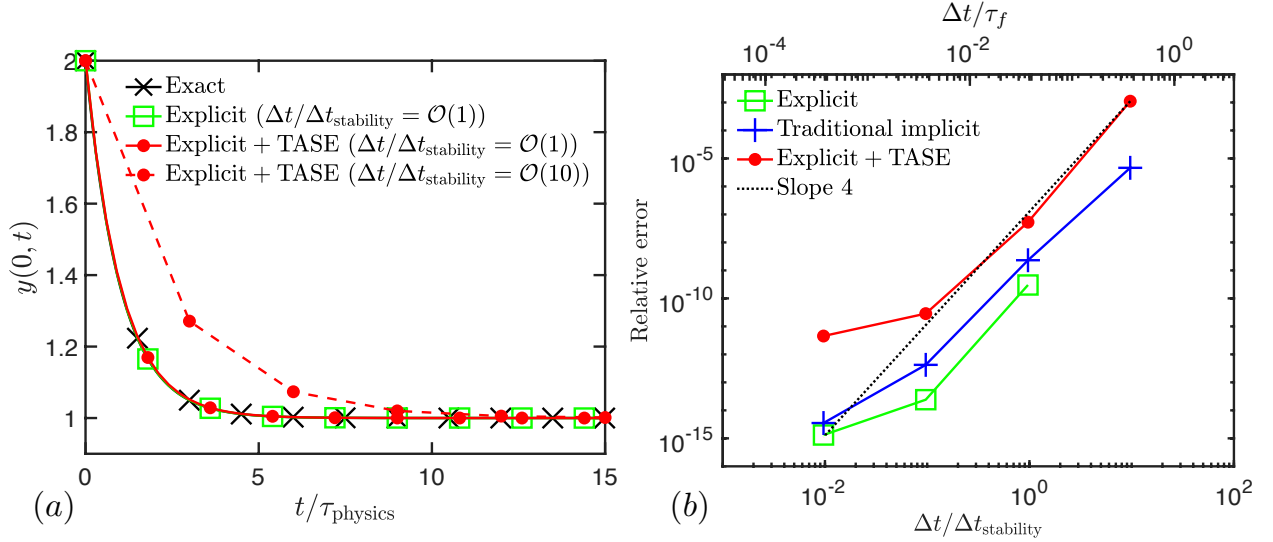 2
1.8
1.6
1.4
1.2
1
0 5 10 15
y(0, t)
t/τ_physics
(a)
Exact
Explicit (Δt/Δt_stability = 𝒪(1))
Explicit + TASE (Δt/Δt_stability = 𝒪(1))
Explicit + TASE (Δt/Δt_stability = 𝒪(10))
Δt/τ_f
10^-4 10^-2 10^0
Explicit
Traditional implicit
Explicit + TASE
Slope 4
Relative error
10^-5
10^-10
10^-15
10^-2 10^0 10^2
Δt/Δt_stability
(b)